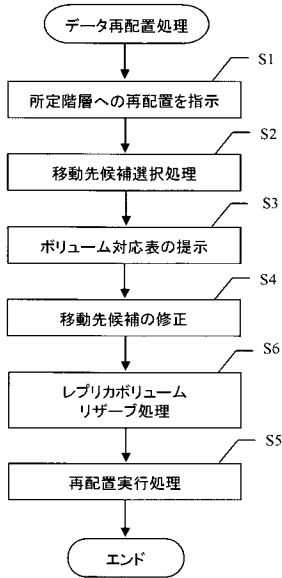 データ再配置処理
S1
所定階層への再配置を指示
S2
移動先候補選択処理
S3
ボリューム対応表の提示
S4
移動先候補の修正
S6
レプリカボリューム
リザーブ処理
S5
再配置実行処理
エンド